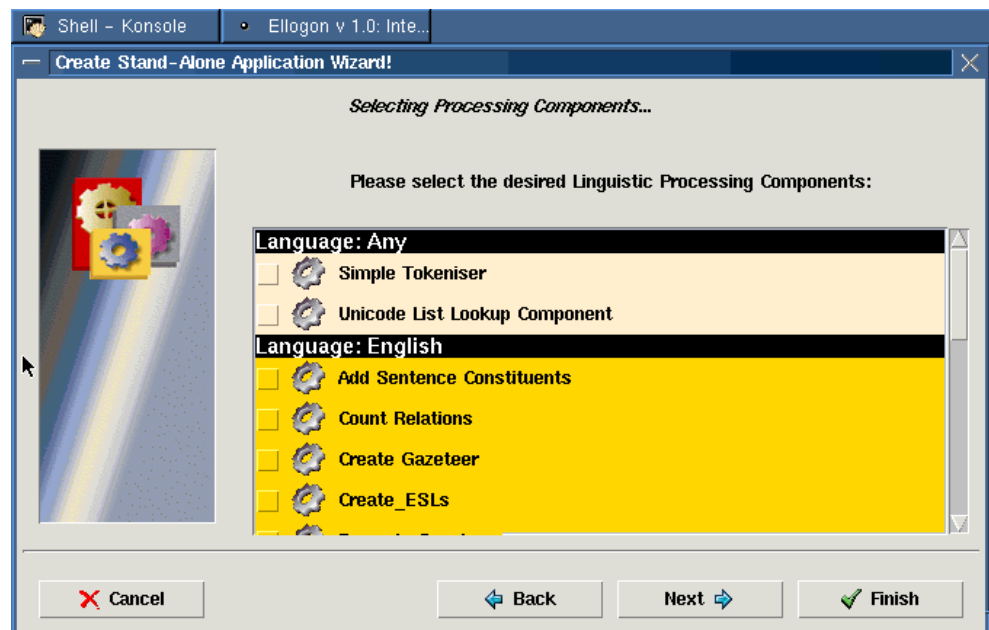 Shell - Konsole
Ellogon v 1.0: Inte...
Create Stand-Alone Application Wizard!
Selecting Processing Components...
Please select the desired Linguistic Processing Components:
Language: Any
Simple Tokeniser
Unicode List Lookup Component
Language: English
Add Sentence Constituents
Count Relations
Create Gazeteer
Create_ESLs
Cancel
Back
Next
Finish